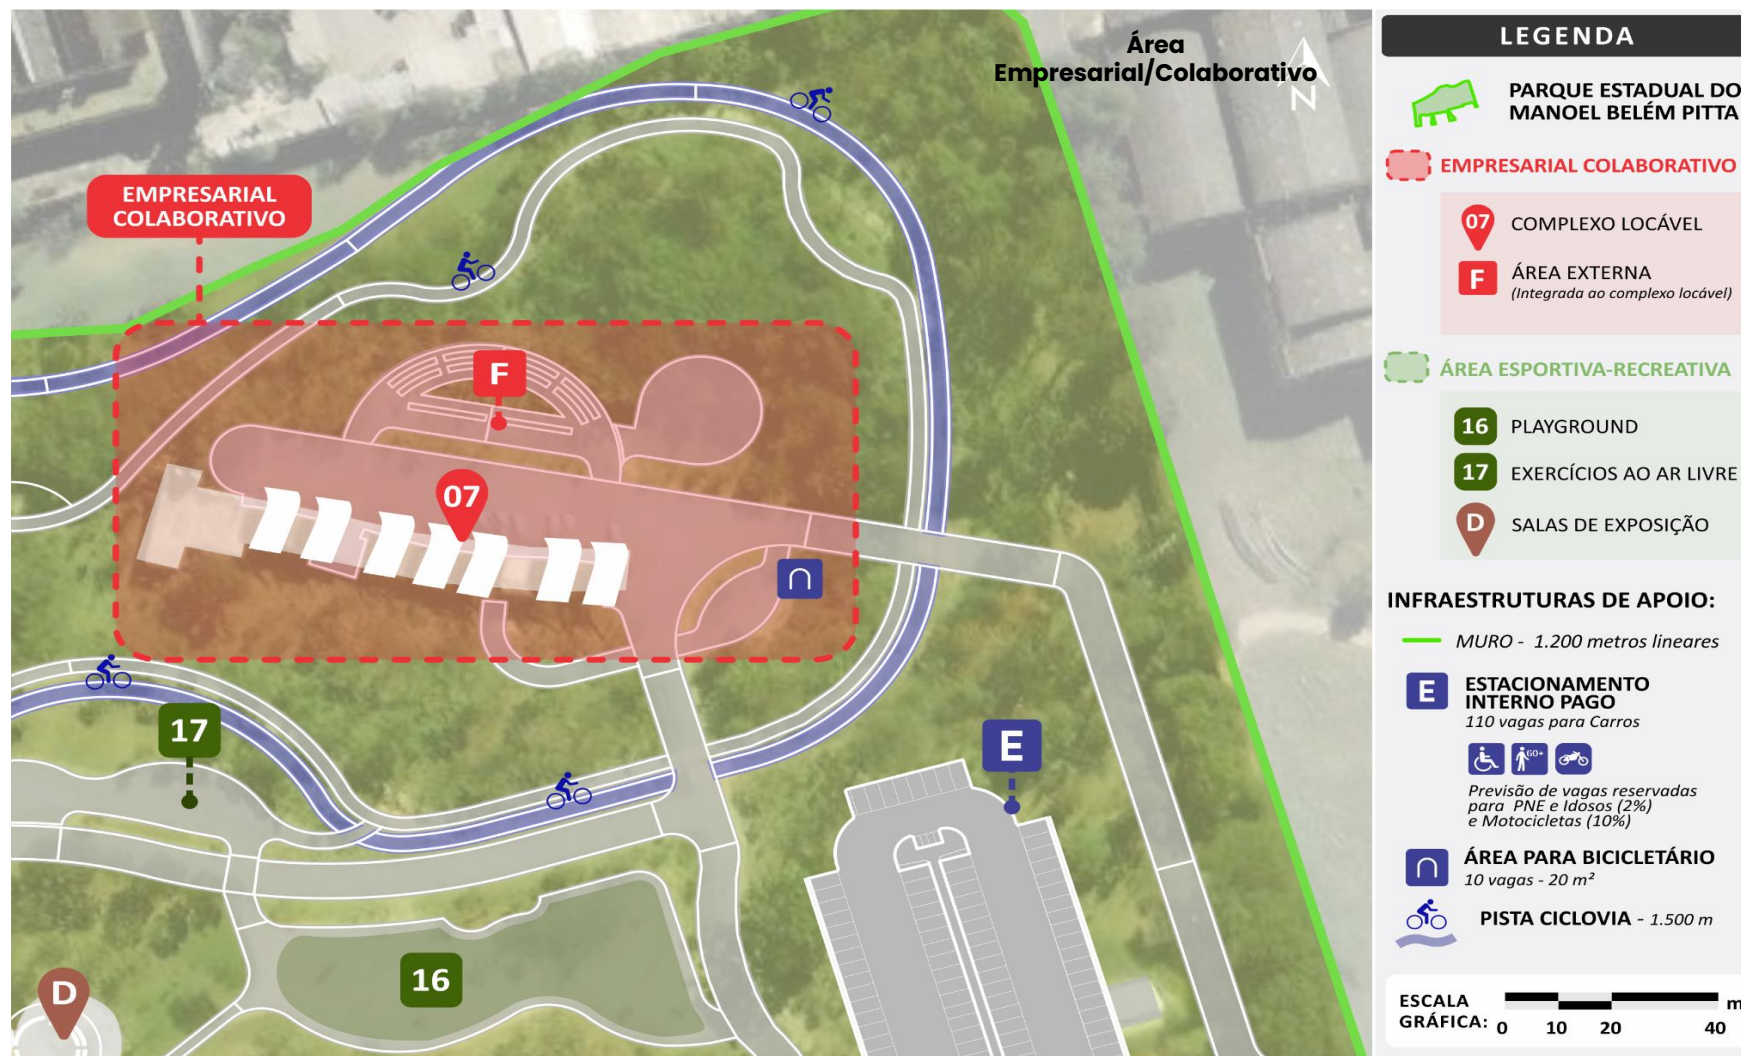 Área
Empresarial/Colaborativo
N
EMPRESARIAL
COLABORATIVO
F
07
17
E
16
D
LEGENDA
PARQUE ESTADUAL DO
MANOEL BELÉM PITTA
EMPRESARIAL COLABORATIVO
07 COMPLEXO LOCÁVEL
F ÁREA EXTERNA
(Integrada ao complexo locável)
ÁREA ESPORTIVA-RECREATIVA
16 PLAYGROUND
17 EXERCÍCIOS AO AR LIVRE
D SALAS DE EXPOSIÇÃO
INFRAESTRUTURAS DE APOIO:
MURO - 1.200 metros lineares
E ESTACIONAMENTO
INTERNO PAGO
110 vagas para Carros
60+
Previsão de vagas reservadas
para PNE e Idosos (2%)
e Motocicletas (10%)
ÁREA PARA BICICLETÁRIO
10 vagas - 20 m²
PISTA CICLOVIA - 1.500 m
ESCALA
GRÁFICA:
m
0 10 20 40